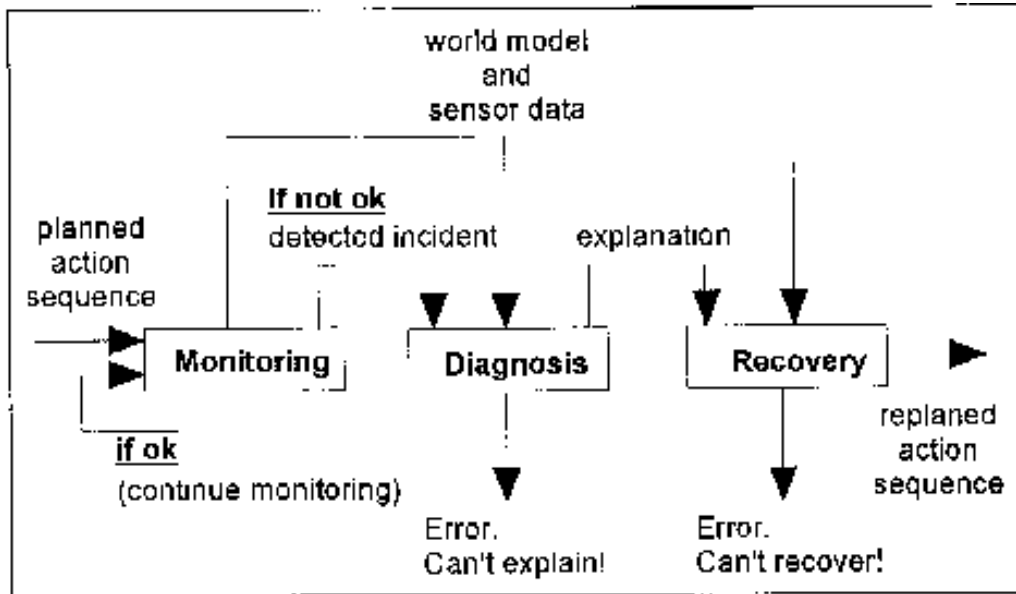 world model
and
sensor data
If not ok
detected incident
explanation
planned
action
sequence
Monitoring
Diagnosis
Recovery
if ok
(continue monitoring)
replaned
action
sequence
Error.
Can't explain!
Error.
Can't recover!